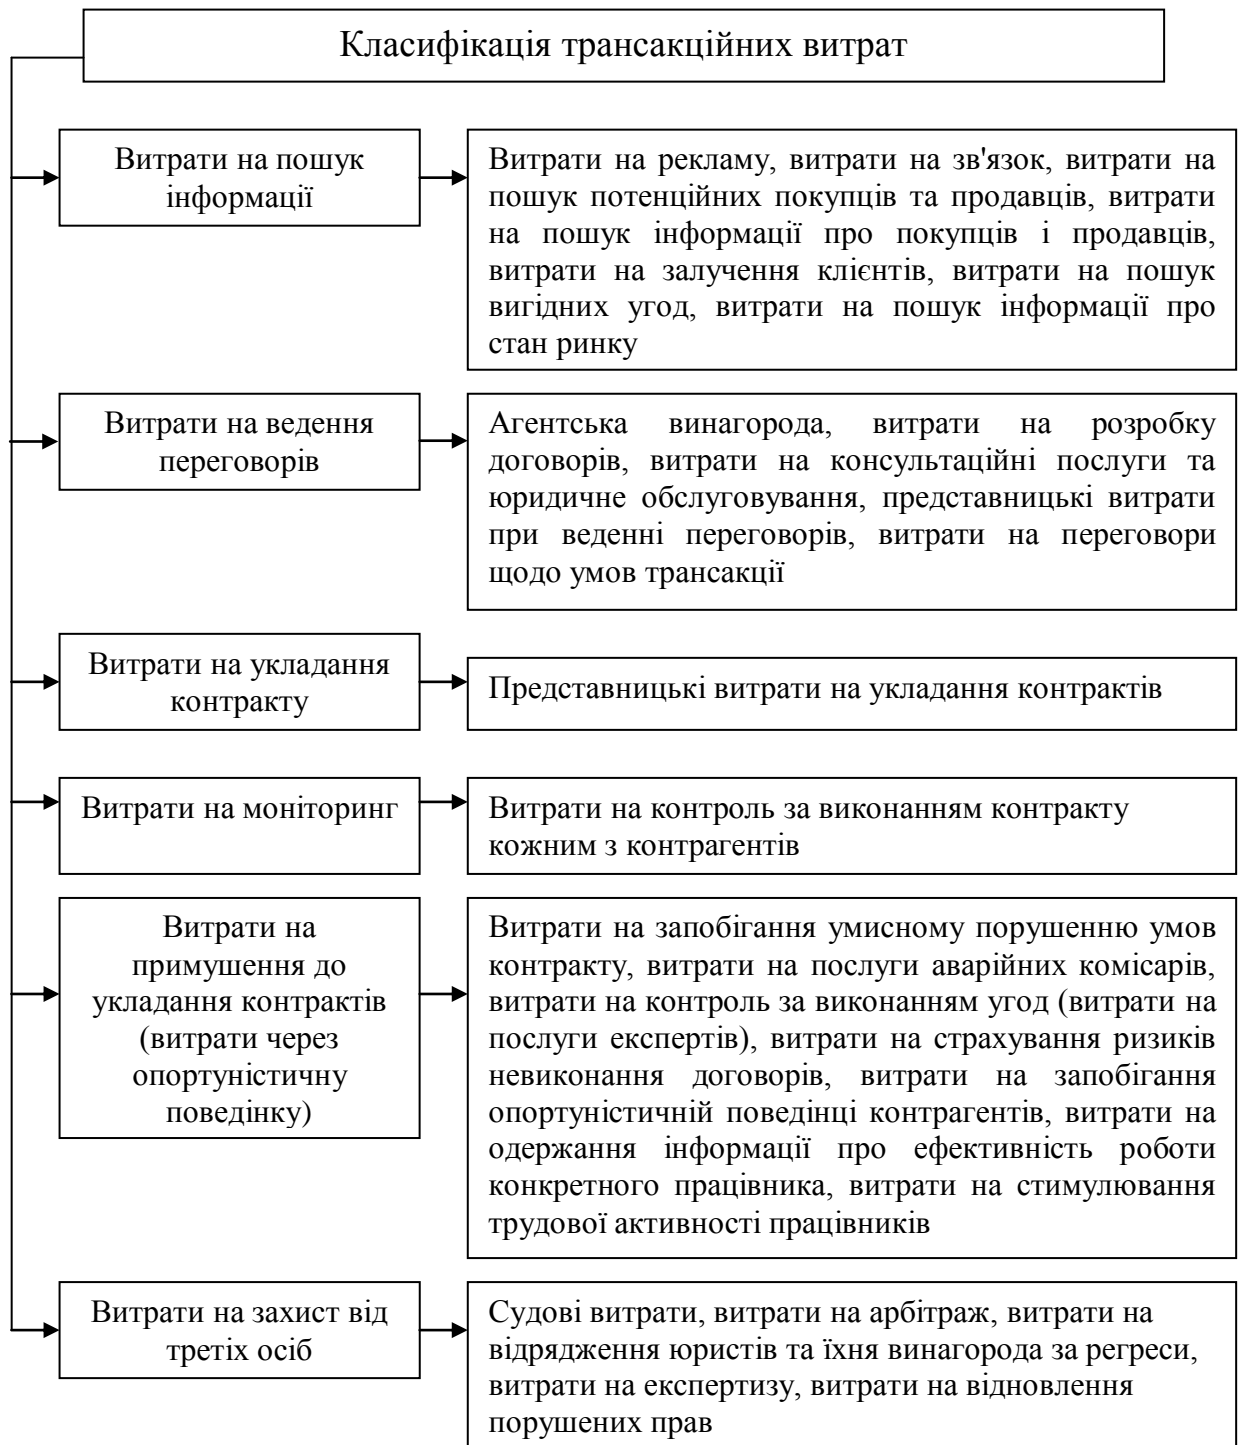 Класифікація трансакційних витрат
Витрати на пошук
інформації
Витрати на рекламу, витрати на зв'язок, витрати на
пошук потенційних покупців та продавців, витрати
на пошук інформації про покупців і продавців,
витрати на залучення клієнтів, витрати на пошук
вигідних угод, витрати на пошук інформації про
стан ринку
Витрати на ведення
переговорів
Агентська винагорода, витрати на розробку
договорів, витрати на консультаційні послуги та
юридичне обслуговування, представницькі витрати
при веденні переговорів, витрати на переговори
щодо умов трансакції
Витрати на укладання
контракту
Представницькі витрати на укладання контрактів
Витрати на моніторинг
Витрати на контроль за виконанням контракту
кожним з контрагентів
Витрати на
примушення до
укладання контрактів
(витрати через
опортуністичну
поведінку)
Витрати на запобігання умисному порушенню умов
контракту, витрати на послуги аварійних комісарів,
витрати на контроль за виконанням угод (витрати на
послуги експертів), витрати на страхування ризиків
невиконання договорів, витрати на запобігання
опортуністичній поведінці контрагентів, витрати на
одержання інформації про ефективність роботи
конкретного працівника, витрати на стимулювання
трудової активності працівників
Витрати на захист від
третіх осіб
Судові витрати, витрати на арбітраж, витрати на
відрядження юристів та їхня винагорода за регреси,
витрати на експертизу, витрати на відновлення
порушених прав